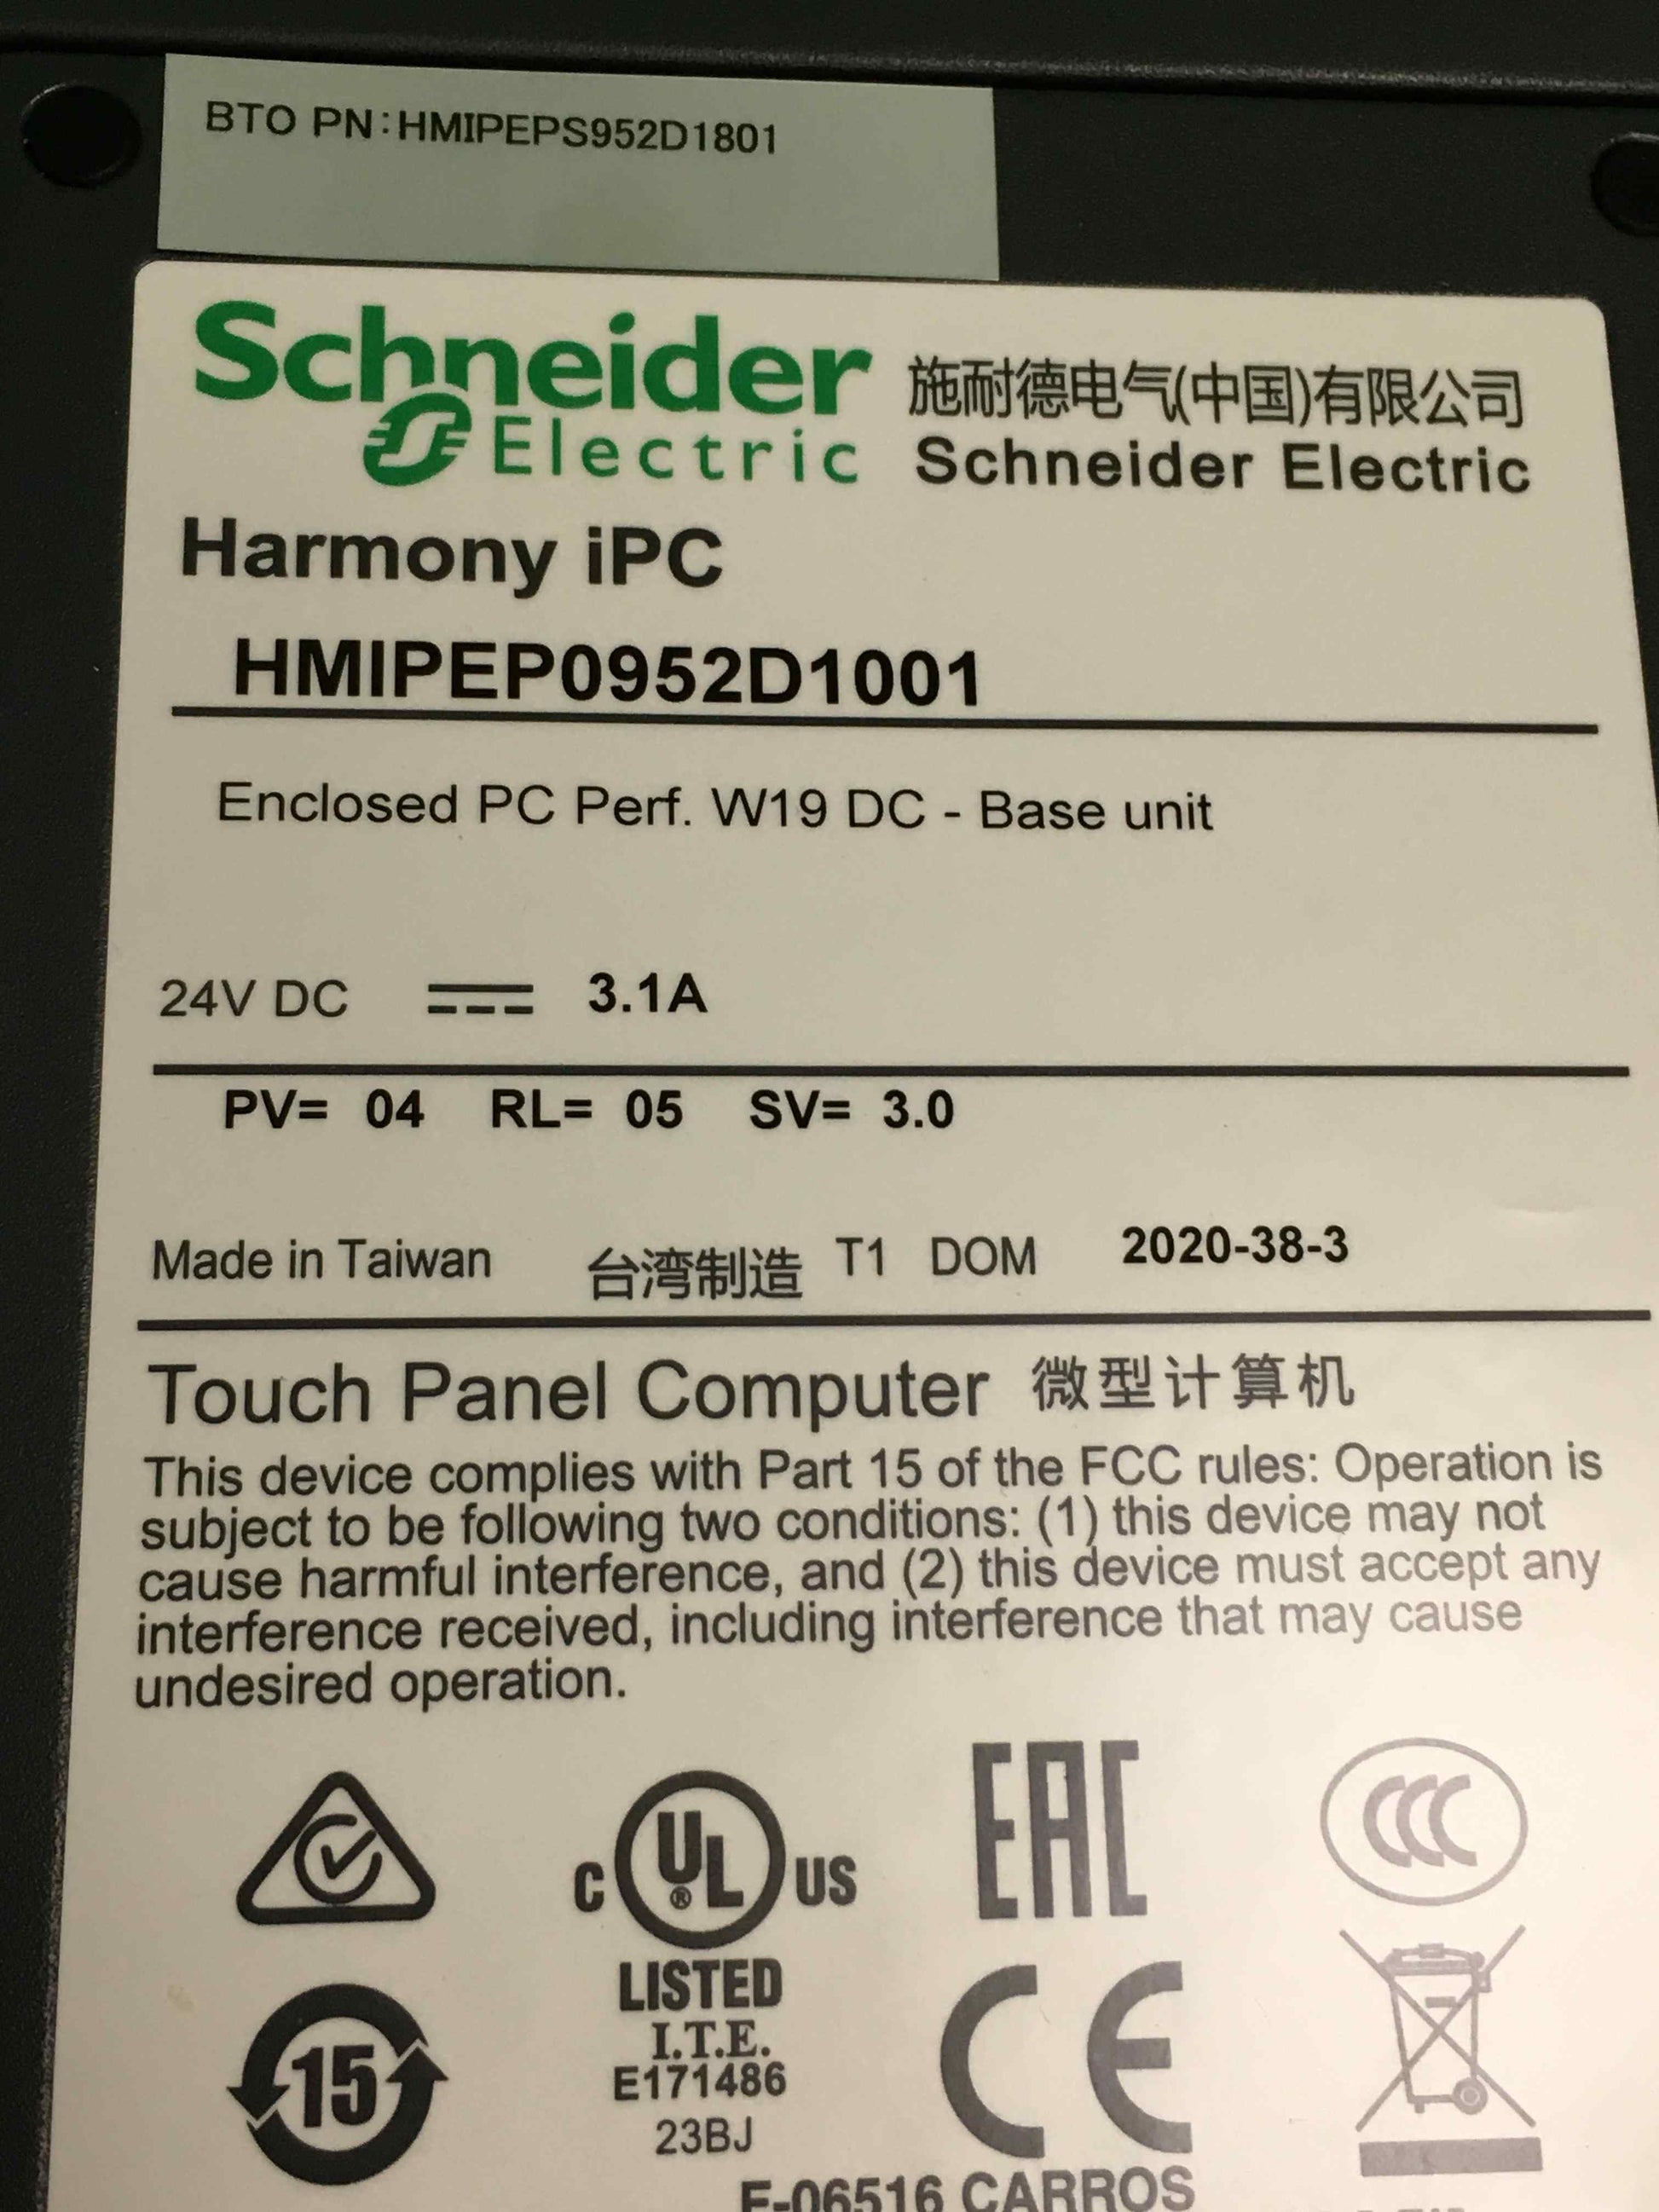 BTO PN:HMIPEPS952D1801
Schneider
Electric
施耐德电气(中国)有限公司
Schneider Electric
Harmony iPC
HMIPEP0952D1001
Enclosed PC Perf. W19 DC - Base unit
24V DC 3.1A
PV= 04 RL= 05 SV= 3.0
Made in Taiwan 台湾制造 T1 DOM 2020-38-3
Touch Panel Computer 微型计算机
This device complies with Part 15 of the FCC rules: Operation is
subject to be following two conditions: (1) this device may not
cause harmful interference, and (2) this device must accept any
interference received, including interference that may cause
undesired operation.
C UL ® US
LISTED
I.T.E.
E171486
23BJ
EAC
CCC
15
CE
F-06516 CARROS